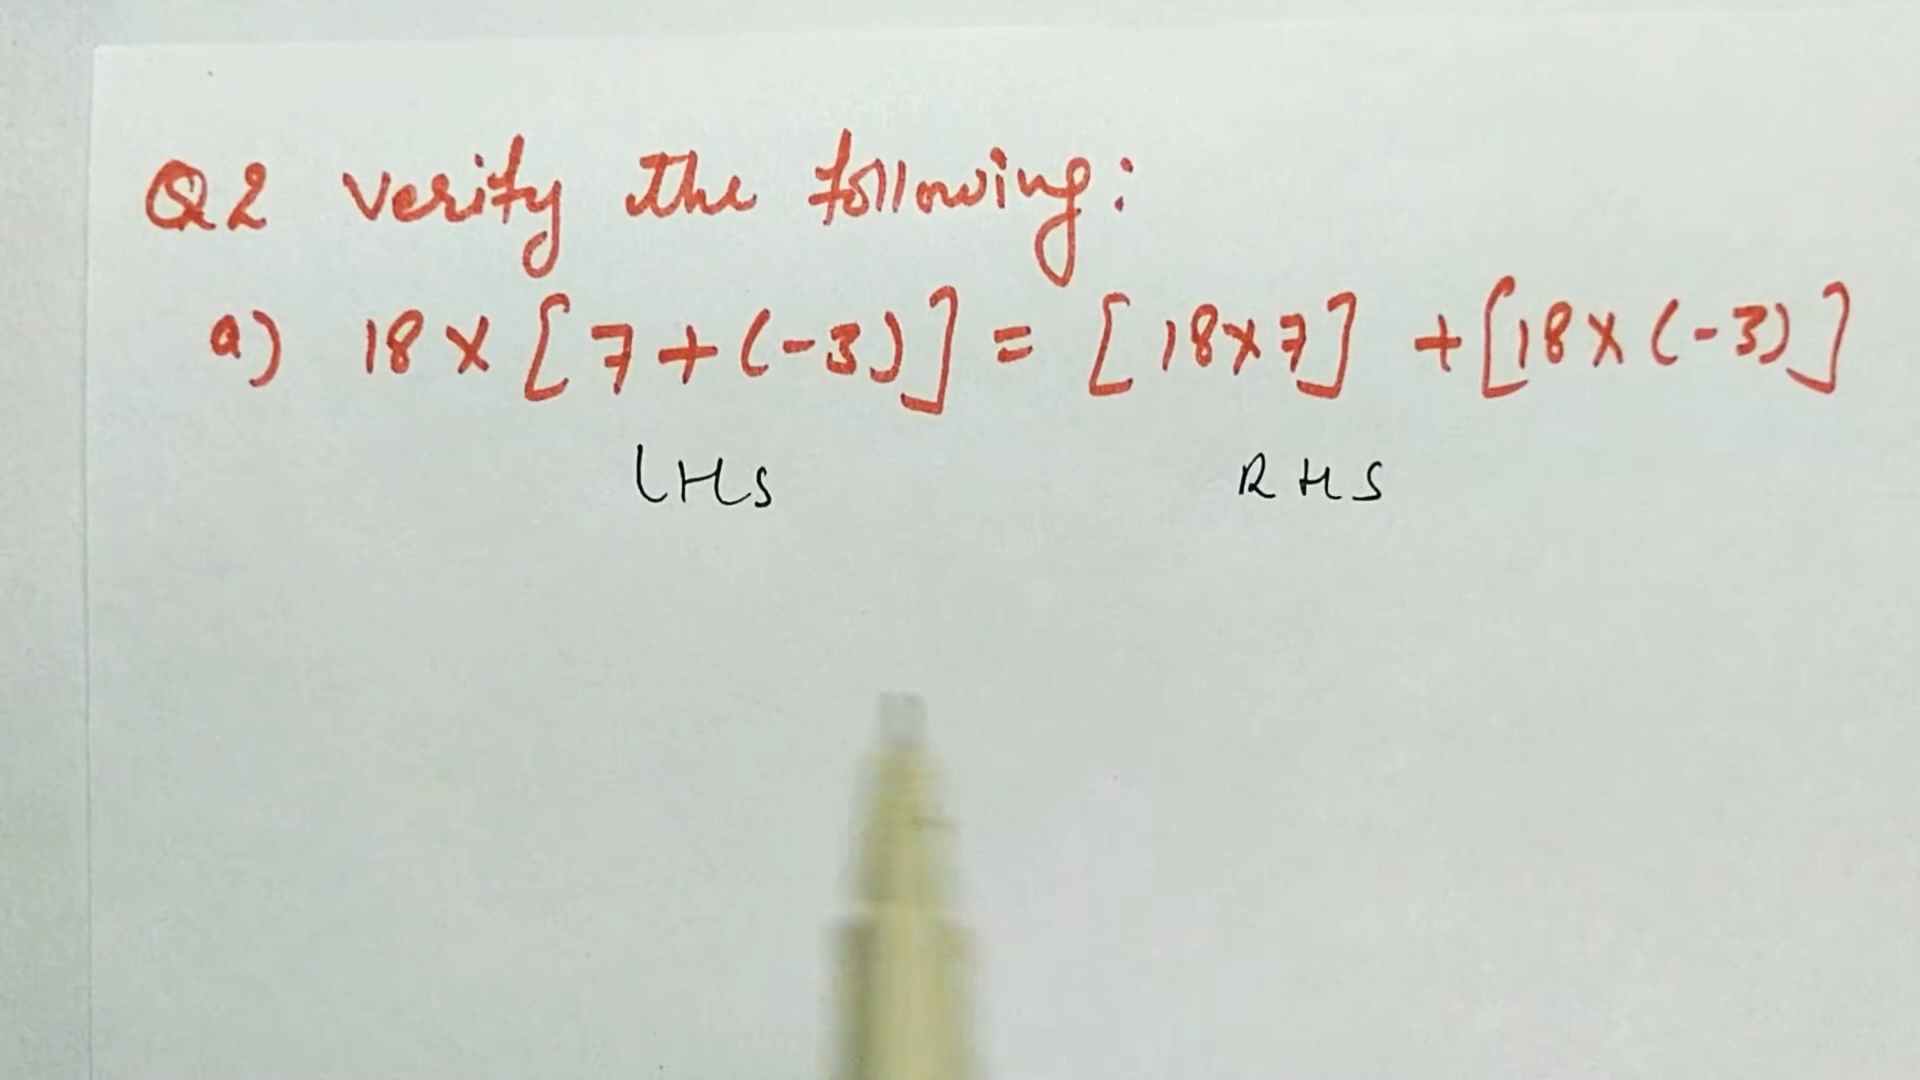 Q2 Verify the following:
a) 18 × [7+(-3)] = [18×7] + [18×(-3)]
LHS RHS